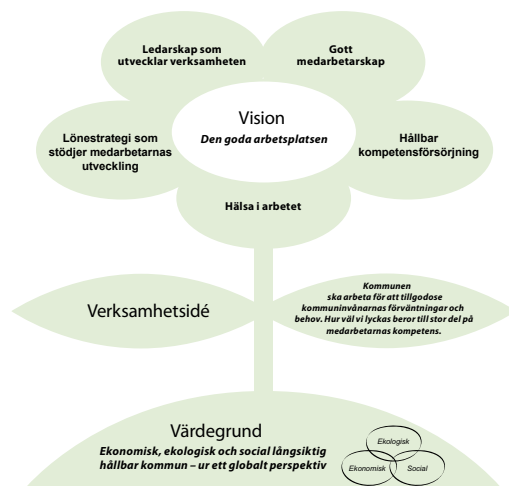 Ledarskap som
utvecklar verksamheten
Gott
medarbetarskap
Vision
Den goda arbetsplatsen
Lönestrategi som
stödjer medarbetarnas
utveckling
Hållbar
kompetensförsörjning
Hälsa i arbetet
Verksamhetsidé
Kommunen
ska arbeta för att tillgodose
kommuninvånarnas förväntningar och
behov. Hur väl vi lyckas beror till stor del på
medarbetarnas kompetens.
Värdegrund
Ekonomisk, ekologisk och social långsiktig
hållbar kommun – ur ett globalt perspektiv
Ekologisk
Ekonomisk
Social